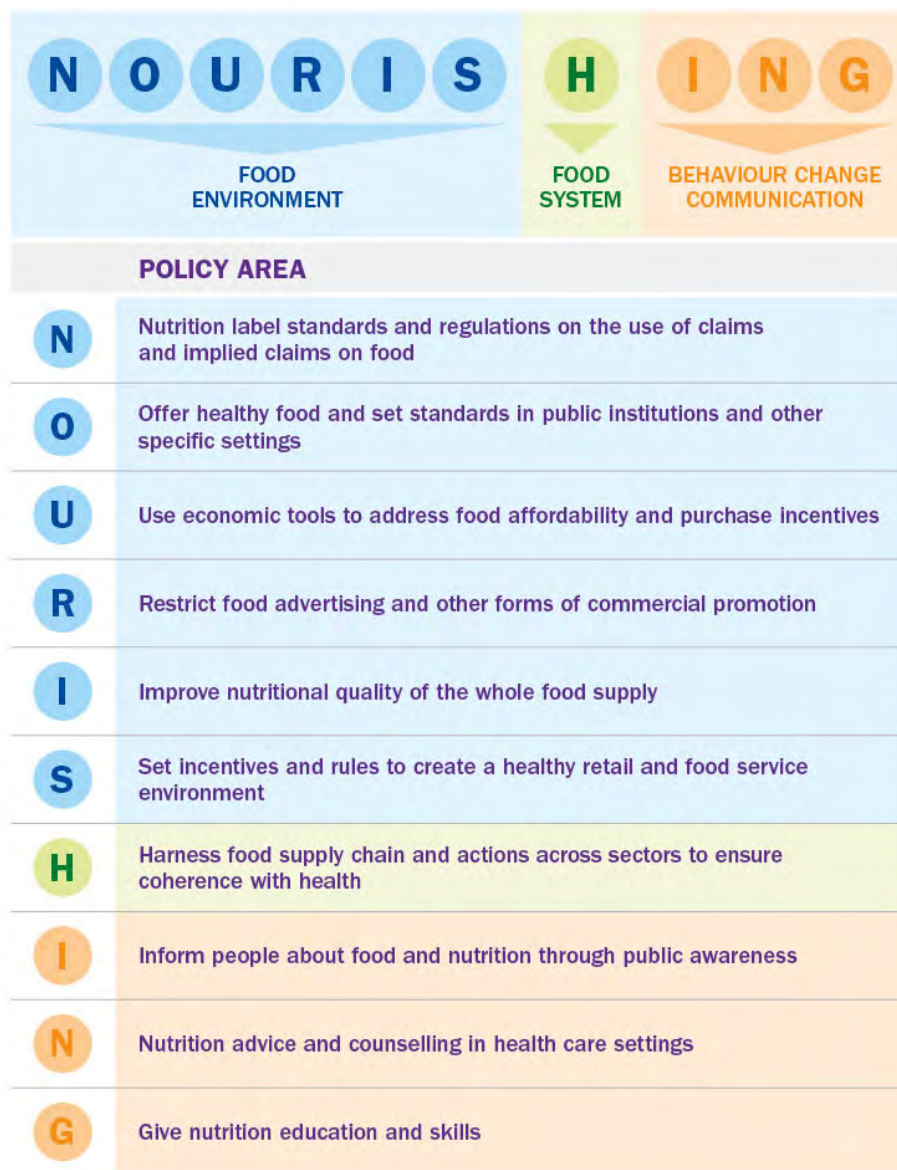 N O U R I S H I N G
FOOD
ENVIRONMENT
FOOD
SYSTEM
BEHAVIOUR CHANGE
COMMUNICATION
POLICY AREA
N
Nutrition label standards and regulations on the use of claims
and implied claims on food
O
Offer healthy food and set standards in public institutions and other
specific settings
U
Use economic tools to address food affordability and purchase incentives
R
Restrict food advertising and other forms of commercial promotion
I
Improve nutritional quality of the whole food supply
S
Set incentives and rules to create a healthy retail and food service
environment
H
Harness food supply chain and actions across sectors to ensure
coherence with health
I
Inform people about food and nutrition through public awareness
N
Nutrition advice and counselling in health care settings
G
Give nutrition education and skills